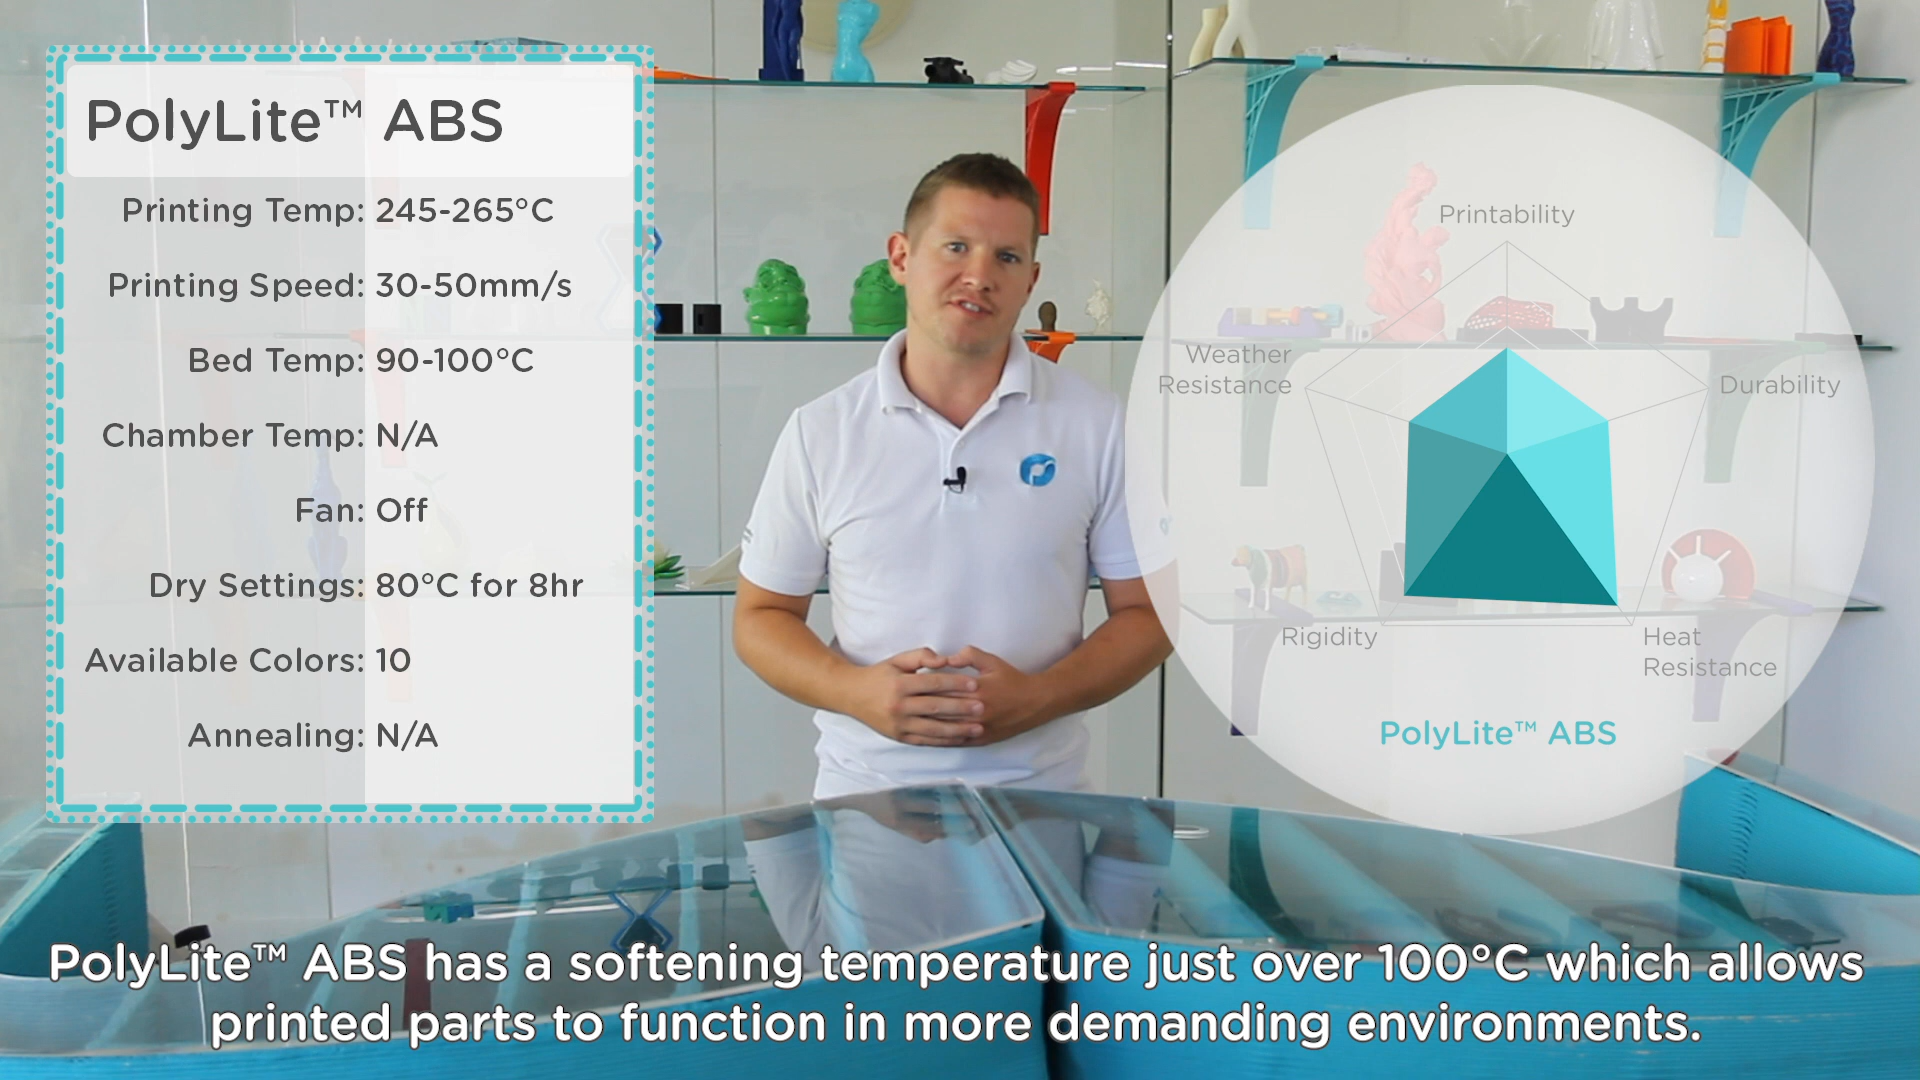 PolyLite™ ABS
Printing Temp: 245-265°C
Printing Speed: 30-50mm/s
Bed Temp: 90-100°C
Chamber Temp: N/A
Fan: Off
Dry Settings: 80°C for 8hr
Available Colors: 10
Annealing: N/A
Printability
Weather
Resistance
Durability
Rigidity
Heat
Resistance
PolyLite™ ABS
PolyLite™ ABS has a softening temperature just over 100°C which allows
printed parts to function in more demanding environments.